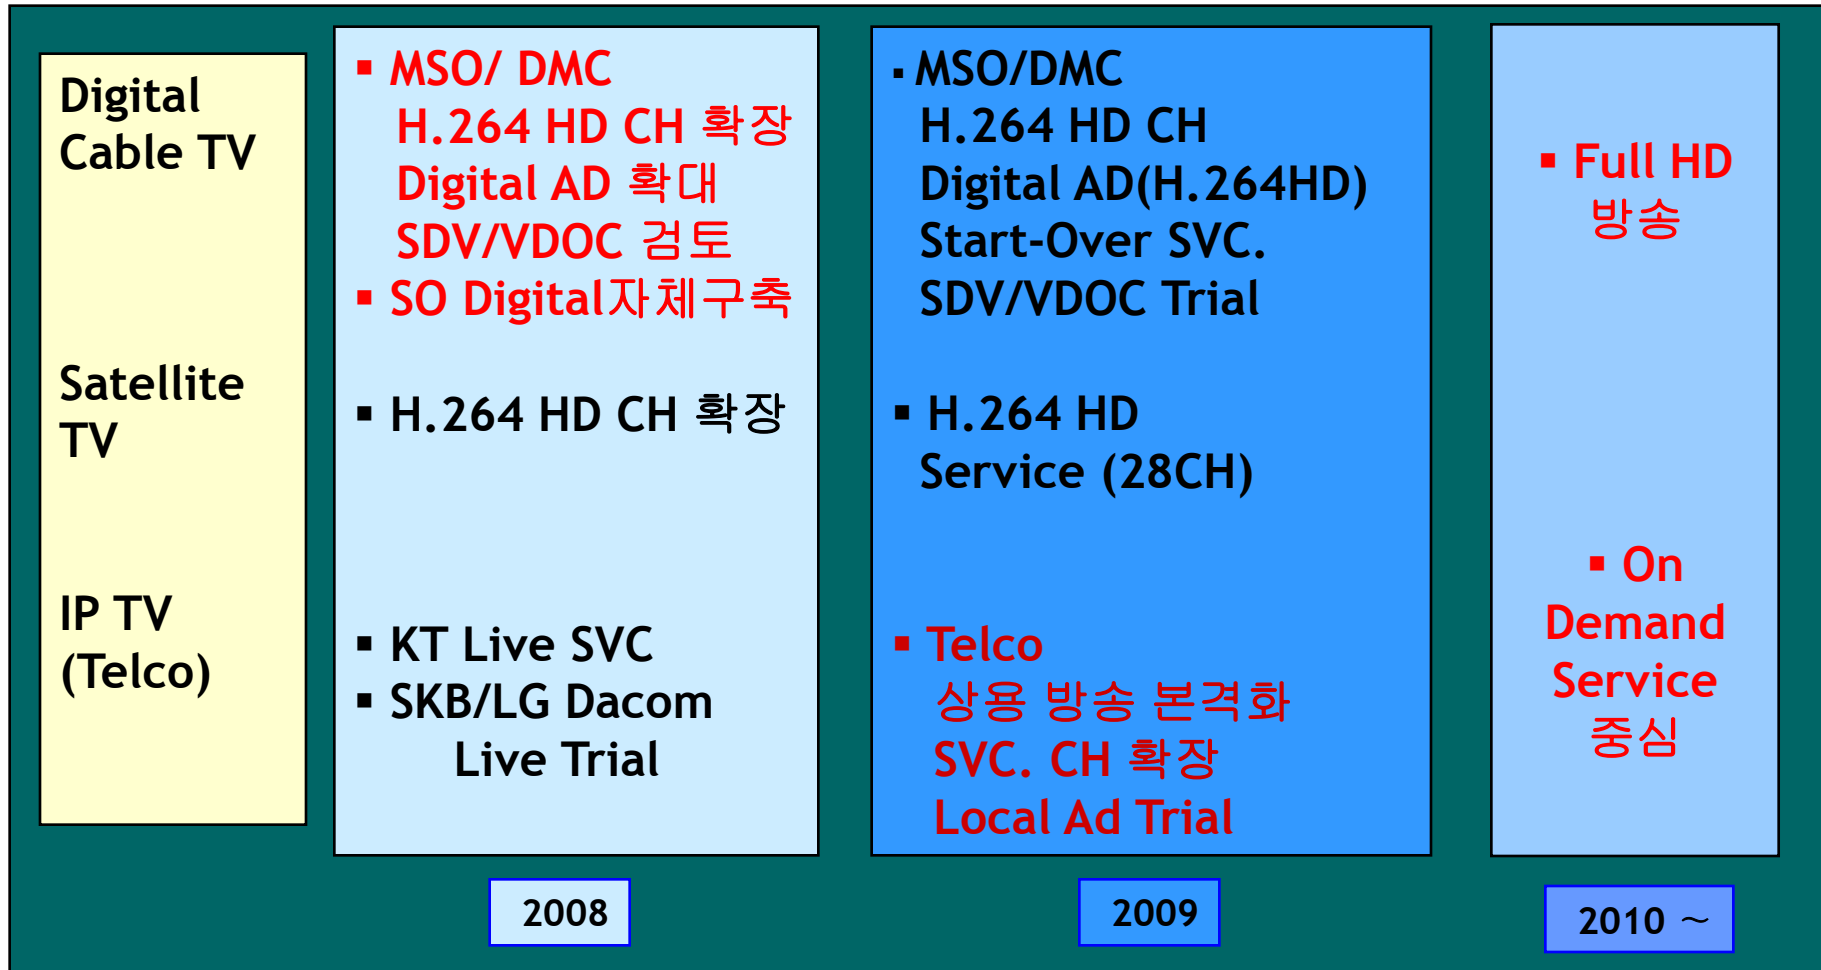 Digital
Cable TV
Satellite
TV
IP TV
(Telco)
▪ MSO/ DMC
H.264 HD CH 확장
Digital AD 확대
SDV/VDOC 검토
▪ SO Digital자체구축
▪ H.264 HD CH 확장
▪ KT Live SVC
▪ SKB/LG Dacom
Live Trial
▪ MSO/DMC
H.264 HD CH
Digital AD(H.264HD)
Start-Over SVC.
SDV/VDOC Trial
▪ H.264 HD
Service (28CH)
▪ Telco
상용 방송 본격화
SVC. CH 확장
Local Ad Trial
▪ Full HD
방송
▪ On
Demand
Service
중심
2008
2009
2010 ~